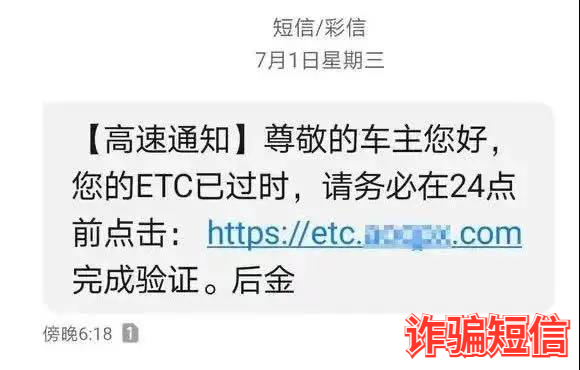 短信/彩信
7月1日星期三
【高速通知】尊敬的车主您好，
您的ETC已过时，请务必在24点
前点击： https://etc. .com
完成验证。后金
傍晚6:18 1
诈骗短信